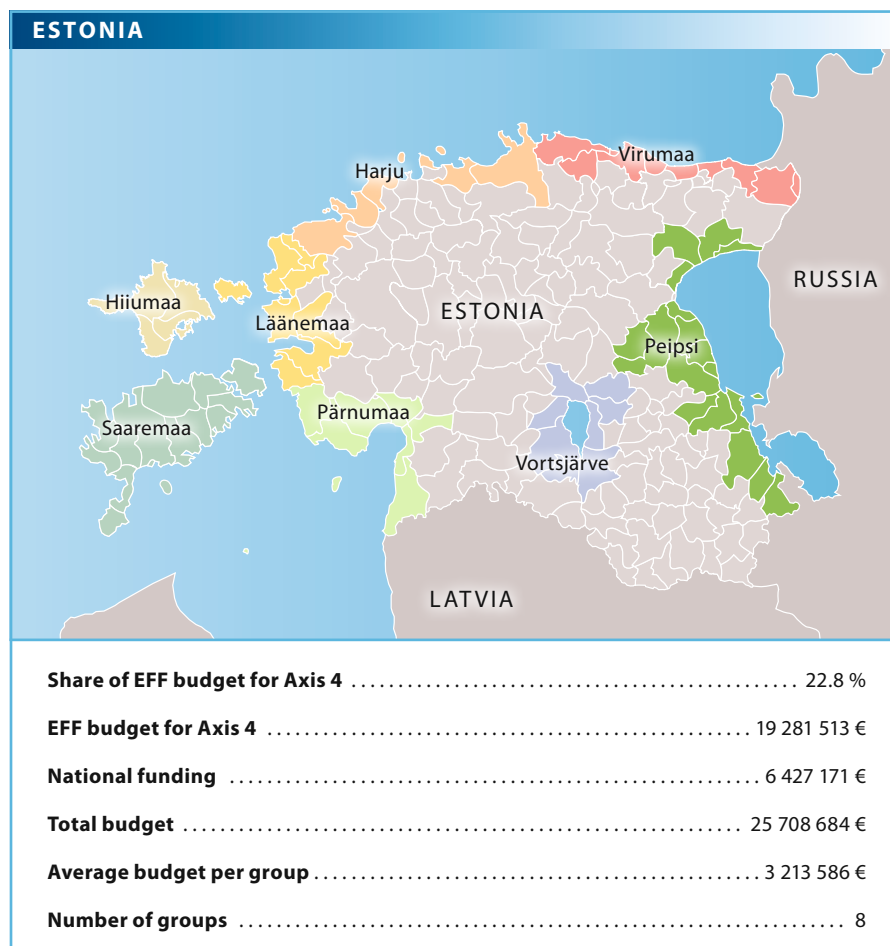 ESTONIA
Virumaa
Harju
RUSSIA
Hiiumaa
ESTONIA
Läänemaa
Peipsi
Pärnumaa
Saaremaa
Vortsjärve
LATVIA
Share of EFF budget for Axis 4 ........................................................ 22.8 %
EFF budget for Axis 4 ........................................................ 19 281 513 €
National funding ........................................................ 6 427 171 €
Total budget ........................................................ 25 708 684 €
Average budget per group ........................................................ 3 213 586 €
Number of groups ........................................................ 8